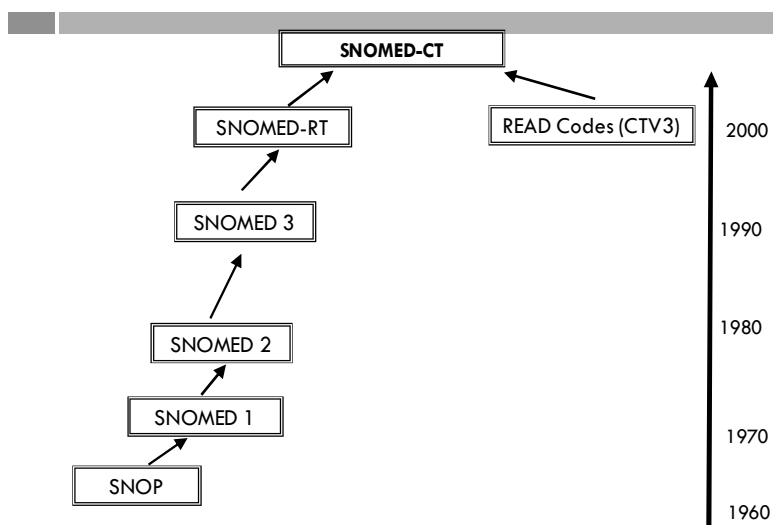 SNOMED-CT
SNOMED-RT
READ Codes (CTV3)
2000
SNOMED 3
1990
1980
SNOMED 2
SNOMED 1
1970
SNOP
1960